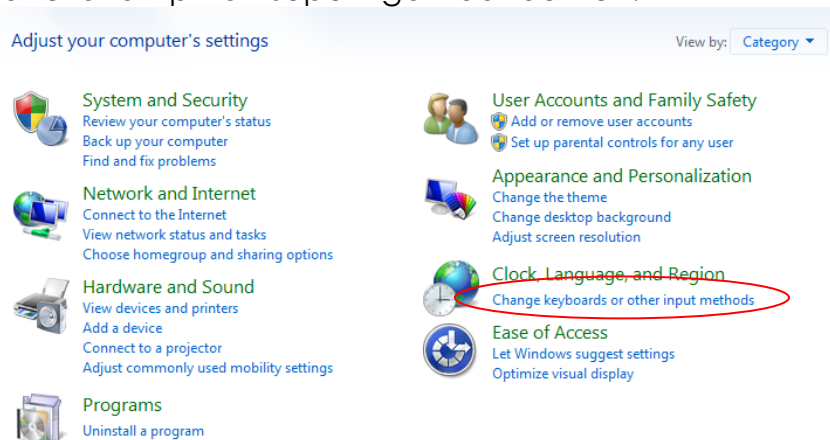 Adjust your computer's settings
View by: Category
System and Security
Review your computer's status
Back up your computer
Find and fix problems
Network and Internet
Connect to the Internet
View network status and tasks
Choose homegroup and sharing options
Hardware and Sound
View devices and printers
Add a device
Connect to a projector
Adjust commonly used mobility settings
Programs
Uninstall a program
User Accounts and Family Safety
Add or remove user accounts
Set up parental controls for any user
Appearance and Personalization
Change the theme
Change desktop background
Adjust screen resolution
Clock, Language, and Region
Change keyboards or other input methods
Ease of Access
Let Windows suggest settings
Optimize visual display